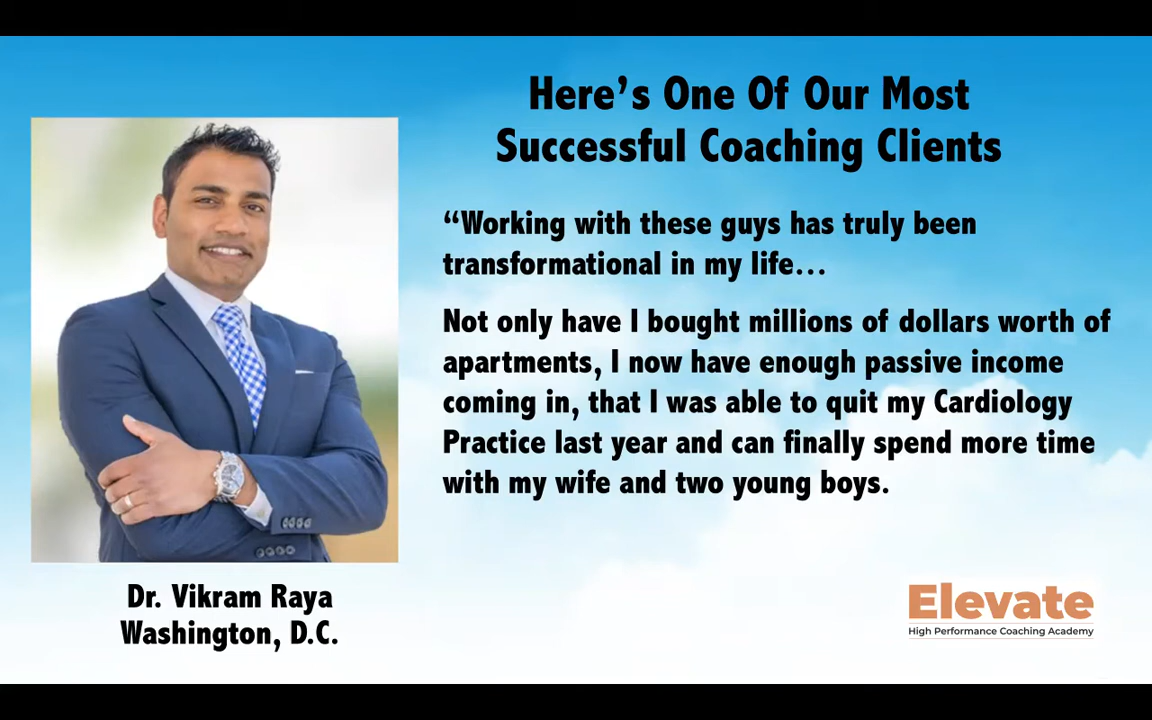 Here’s One Of Our Most
Successful Coaching Clients
“Working with these guys has truly been
transformational in my life…
Not only have I bought millions of dollars worth of
apartments, I now have enough passive income
coming in, that I was able to quit my Cardiology
Practice last year and can finally spend more time
with my wife and two young boys.
Dr. Vikram Raya
Washington, D.C.
Elevate
High Performance Coaching Academy